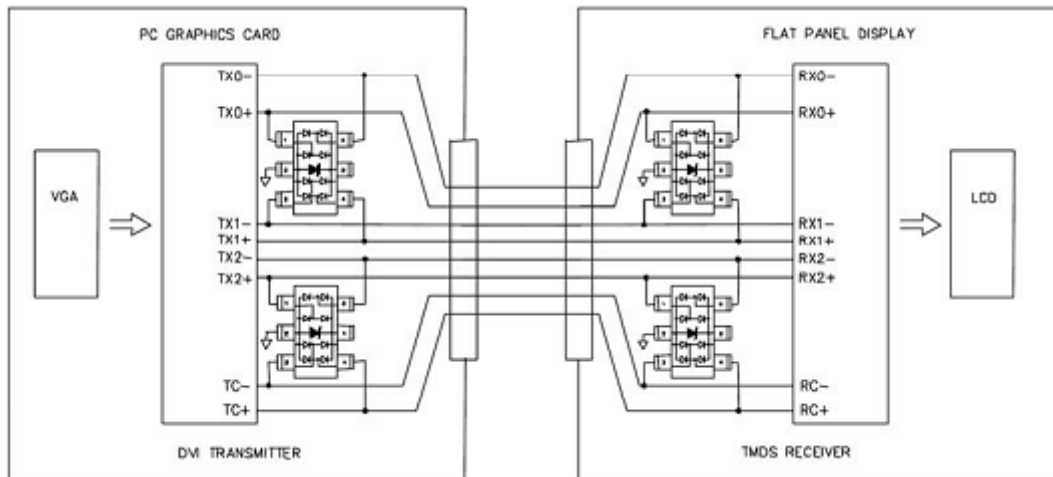 PC GRAPHICS CARD
FLAT PANEL DISPLAY
TX0-
TX0+
TX1-
TX1+
TX2-
TX2+
TC-
TC+
RX0-
RX0+
RX1-
RX1+
RX2-
RX2+
RC-
RC+
VGA
LCD
DVI TRANSMITTER
TMDS RECEIVER